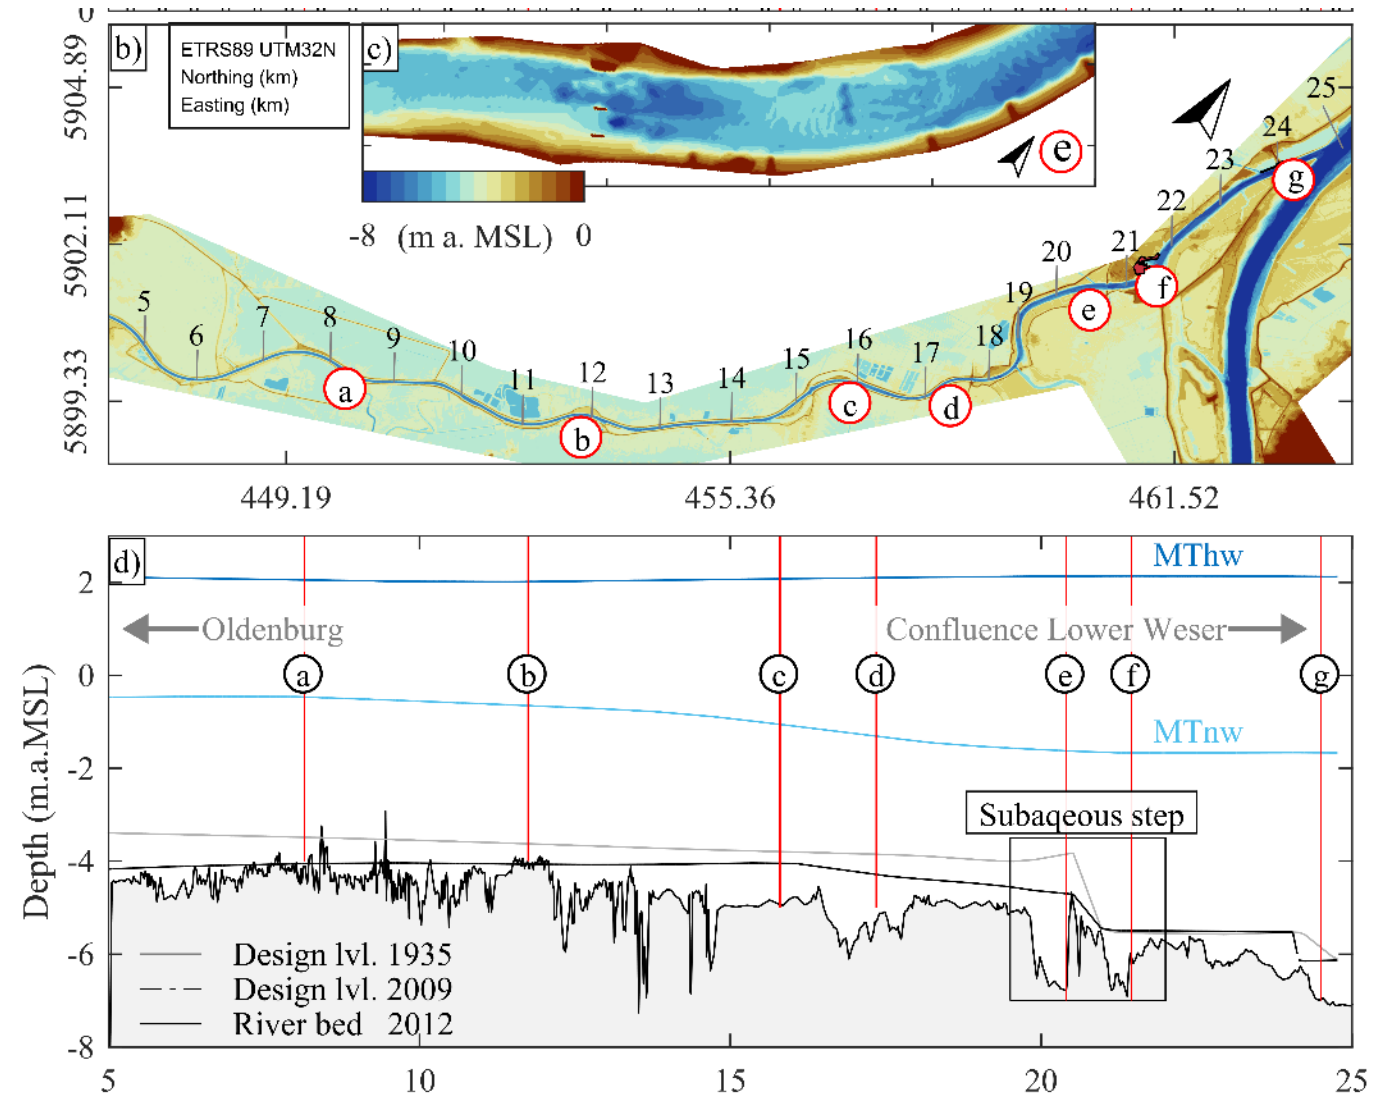 0
b)
ETRS89 UTM32N
Northing (km)
Easting (km)
c)
e
-8 (m a. MSL) 0
5904.89
5902.11
5899.33
5
6
7
8
9
10
11
12
13
14
15
16
17
18
19
20
21
22
23
24
25
a
b
c
d
e
f
g
449.19
455.36
461.52
d)
MThw
Oldenburg
Confluence Lower Weser
a
b
c
d
e
f
g
MTnw
Subaqeous step
Design lvl. 1935
Design lvl. 2009
River bed 2012
Depth (m.a.MSL)
2
0
-2
-4
-6
-8
5
10
15
20
25